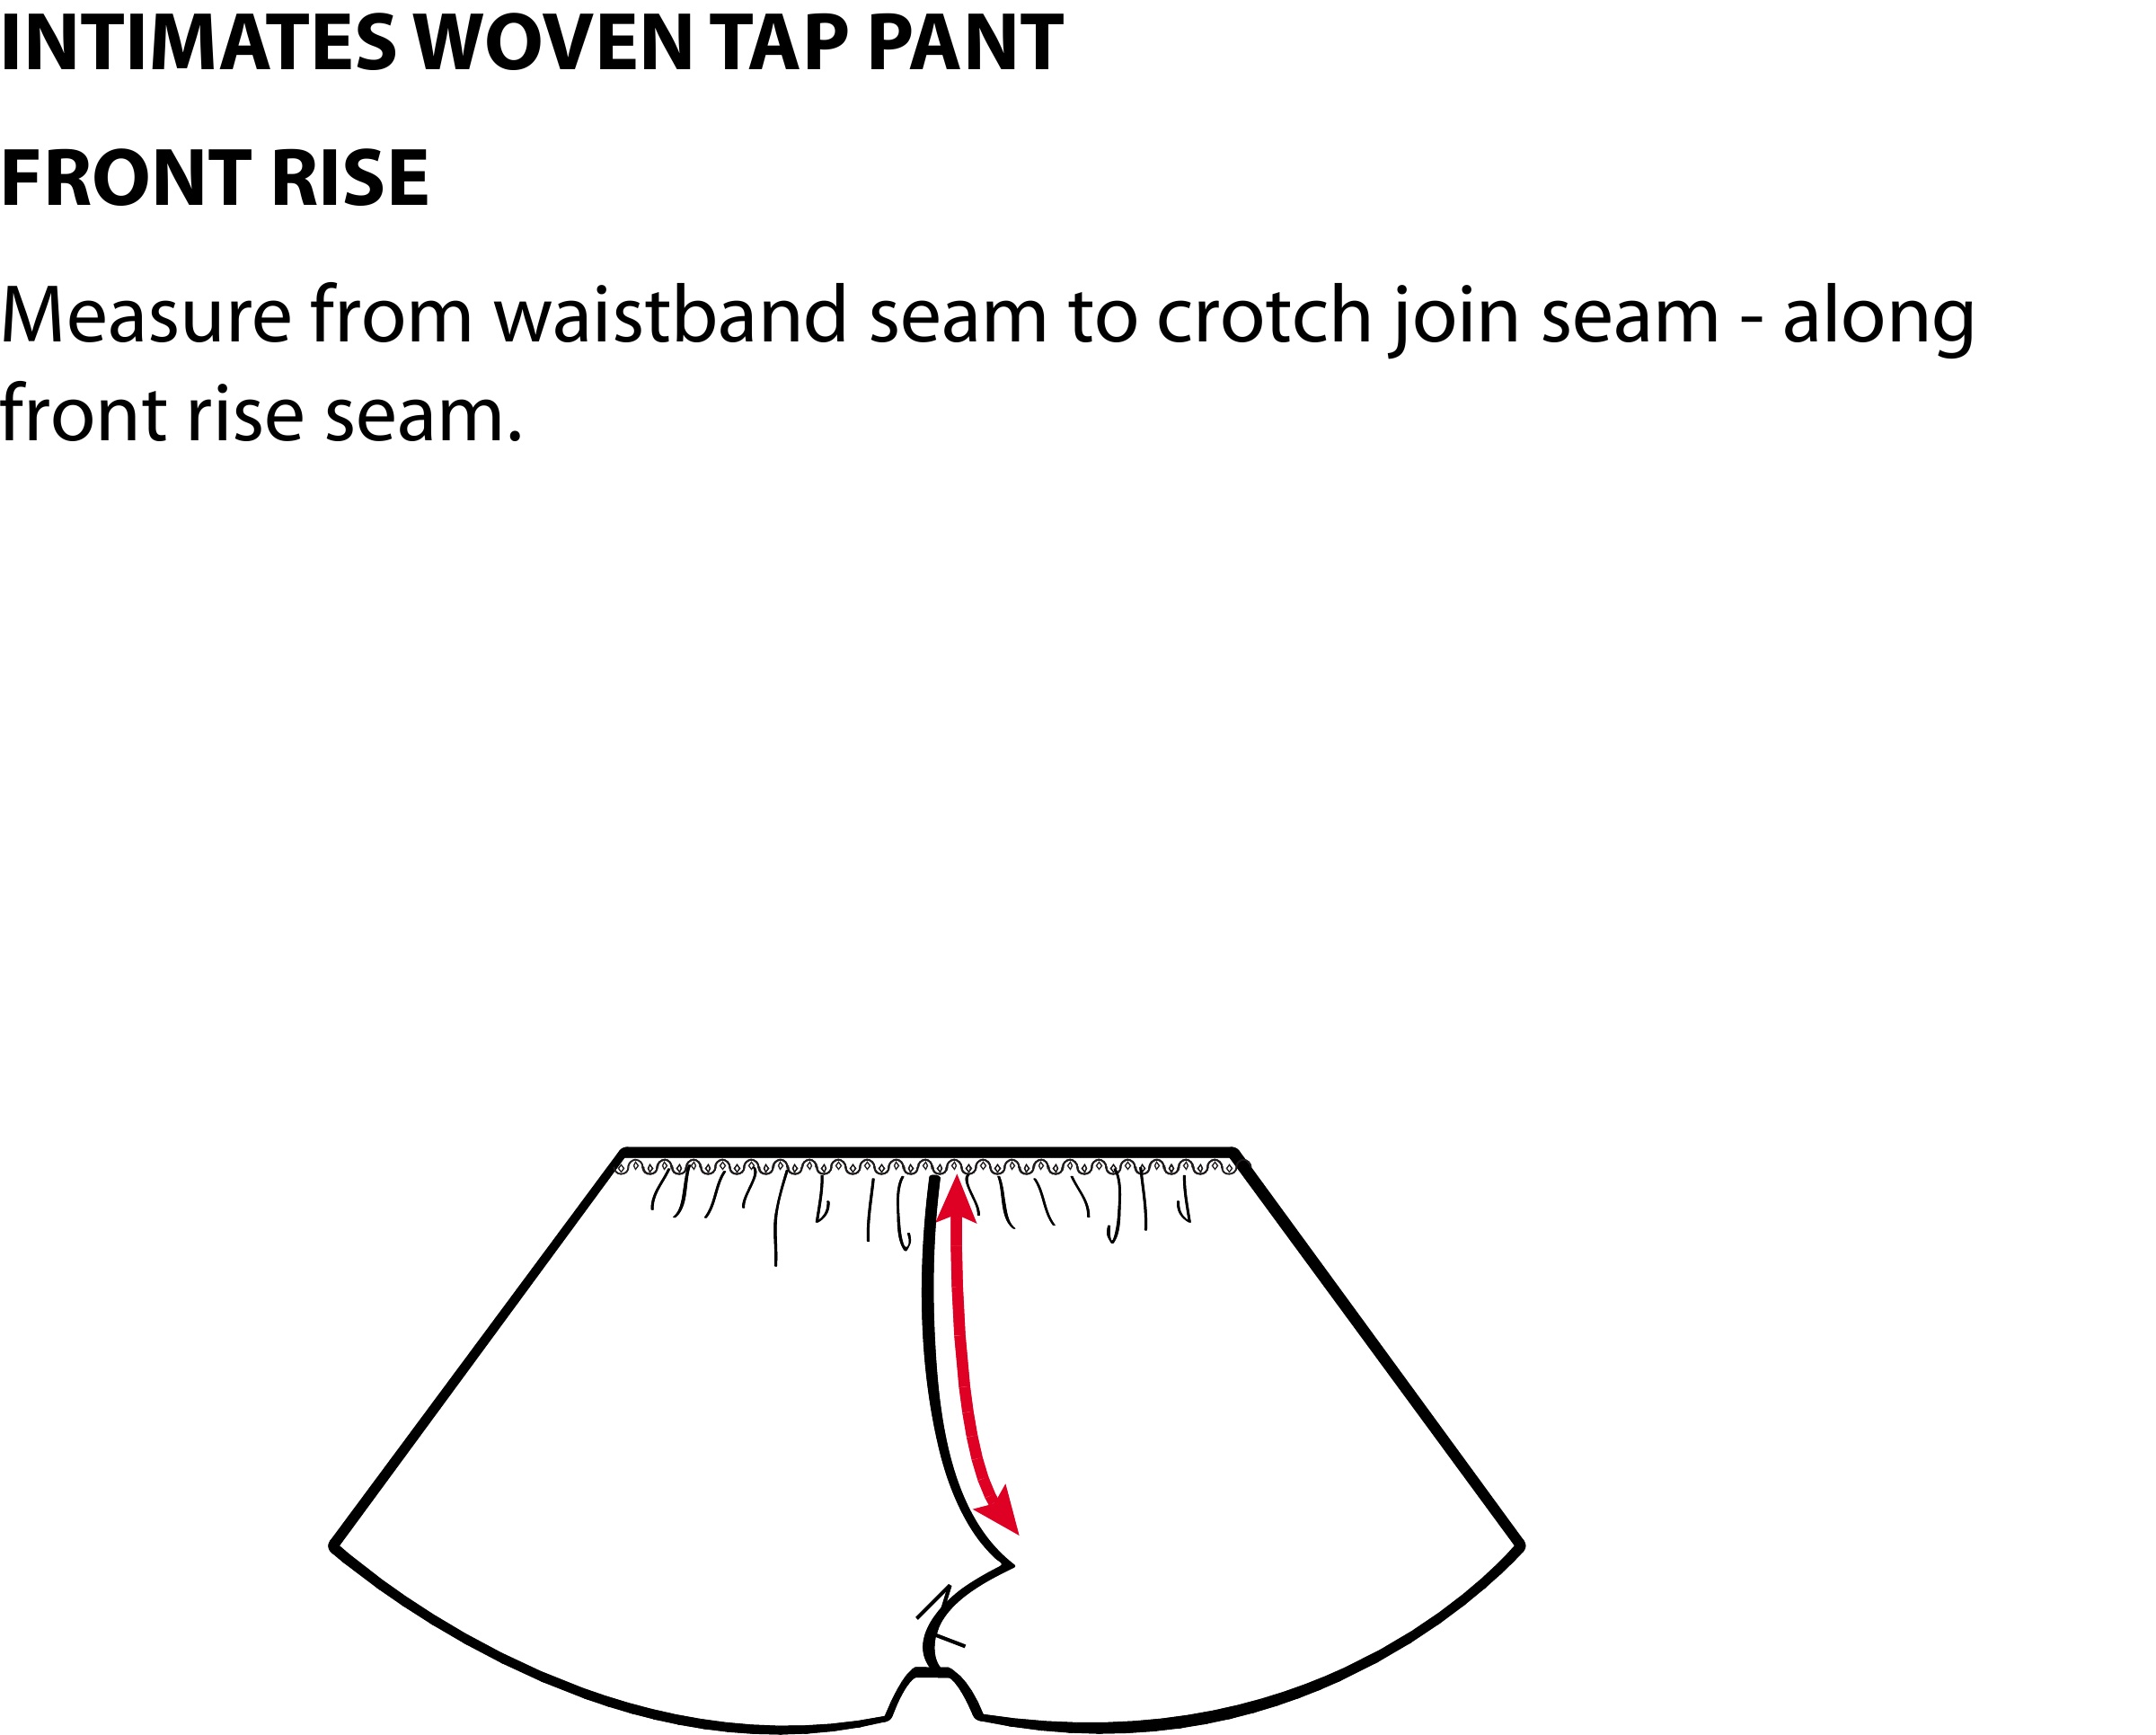 INTIMATES WOVEN TAP PANT
FRONT RISE
Measure from waistband seam to crotch join seam - along
front rise seam.